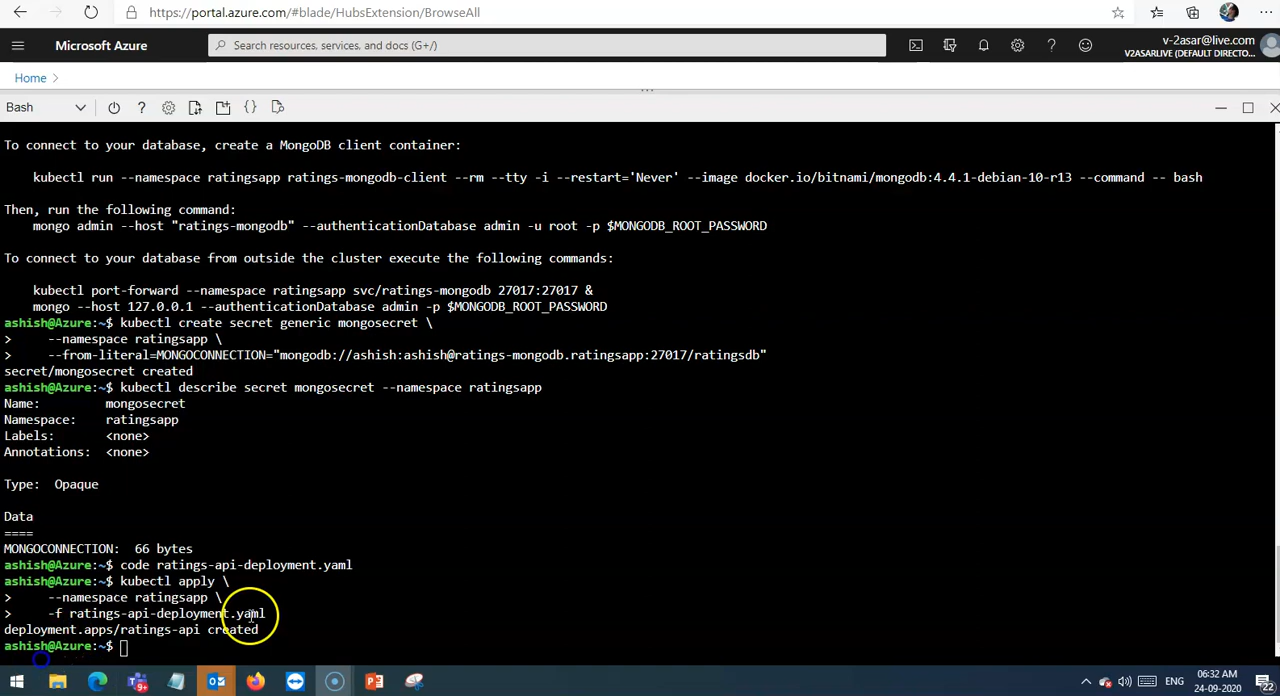 https://portal.azure.com/#blade/HubsExtension/BrowseAll
Microsoft Azure
Search resources, services, and docs (G+/)
v-2asar@live.com
V2ASARLIVE (DEFAULT DIRECTO...
Home >
Bash
To connect to your database, create a MongoDB client container:
kubectl run --namespace ratingsapp ratings-mongodb-client --rm --tty -i --restart='Never' --image docker.io/bitnami/mongodb:4.4.1-debian-10-r13 --command -- bash
Then, run the following command:
mongo admin --host "ratings-mongodb" --authenticationDatabase admin -u root -p $MONGODB_ROOT_PASSWORD
To connect to your database from outside the cluster execute the following commands:
kubectl port-forward --namespace ratingsapp svc/ratings-mongodb 27017:27017 &
mongo --host 127.0.0.1 --authenticationDatabase admin -p $MONGODB_ROOT_PASSWORD
ashish@Azure:~$ kubectl create secret generic mongosecret \
> --namespace ratingsapp \
> --from-literal=MONGOCONNECTION="mongodb://ashish:ashish@ratings-mongodb.ratingsapp:27017/ratingsdb"
secret/mongosecret created
ashish@Azure:~$ kubectl describe secret mongosecret --namespace ratingsapp
Name: mongosecret
Namespace: ratingsapp
Labels: <none>
Annotations: <none>
Type: Opaque
Data
====
MONGOCONNECTION: 66 bytes
ashish@Azure:~$ code ratings-api-deployment.yaml
ashish@Azure:~$ kubectl apply \
> --namespace ratingsapp \
> -f ratings-api-deployment.yaml
deployment.apps/ratings-api created
ashish@Azure:~$
ENG
06:32 AM
24-09-2020
22